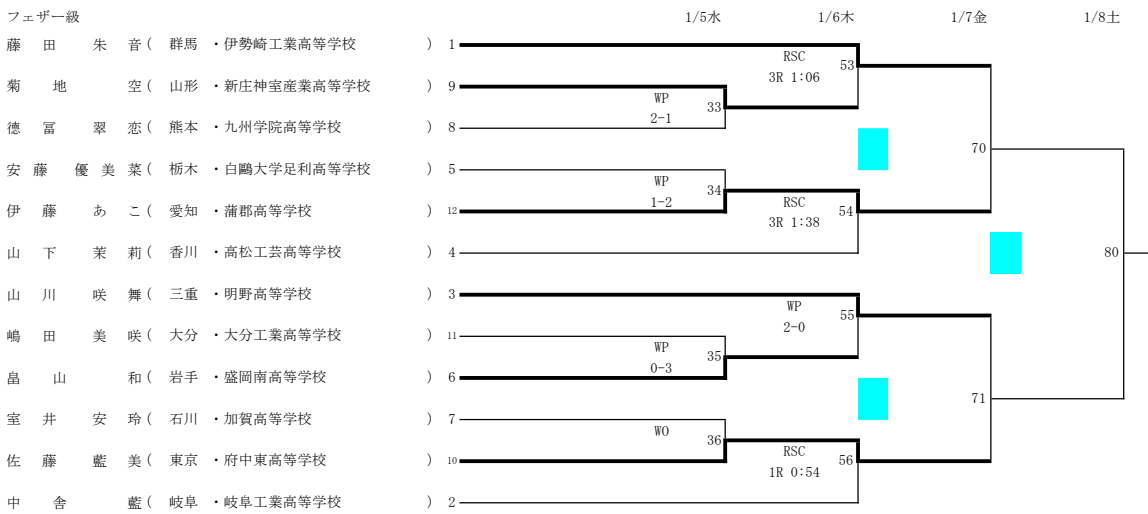 フェザー級 1/5水 1/6木 1/7金 1/8土
藤田朱音( 群馬 ・伊勢崎工業高等学校 ) 1
RSC 53
3R 1:06
菊地空( 山形 ・新庄神室産業高等学校 ) 9
WP 33
2-1
德冨翠恋( 熊本 ・九州学院高等学校 ) 8
70
安藤優美菜( 栃木 ・白鷗大学足利高等学校 ) 5
WP 34
1-2
RSC 54
3R 1:38
伊藤あこ( 愛知 ・蒲郡高等学校 ) 12
山下茉莉( 香川 ・高松工芸高等学校 ) 4
80
山川咲舞( 三重 ・明野高等学校 ) 3
WP 55
2-0
嶋田美咲( 大分 ・大分工業高等学校 ) 11
WP 35
0-3
畠山和( 岩手 ・盛岡南高等学校 ) 6
71
室井安玲( 石川 ・加賀高等学校 ) 7
WO 36
RSC 56
1R 0:54
佐藤藍美( 東京 ・府中東高等学校 ) 10
中舎藍( 岐阜 ・岐阜工業高等学校 ) 2